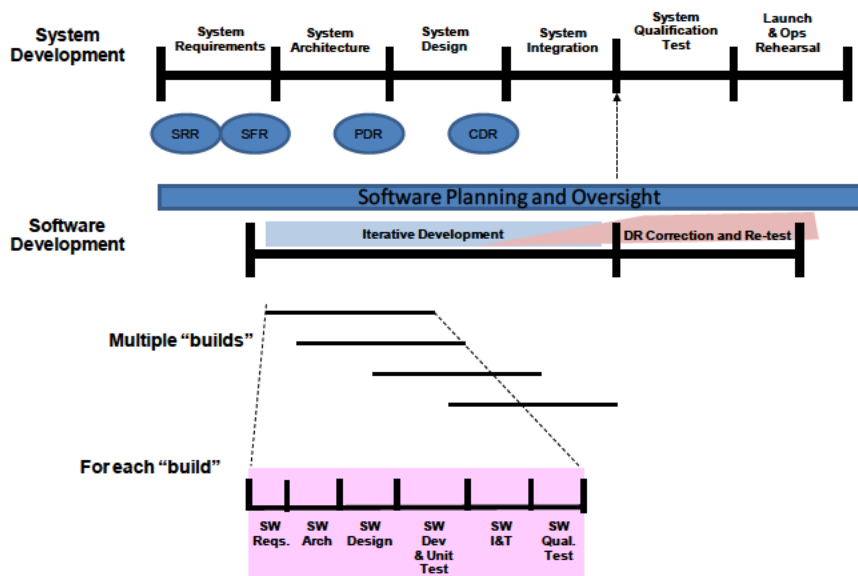 System
Development
System
Requirements
System
Architecture
System
Design
System
Integration
System
Qualification
Test
Launch
& Ops
Rehearsal
SRR
SFR
PDR
CDR
Software Planning and Oversight
Software
Development
Iterative Development
DR Correction and Re-test
Multiple “builds”
For each “build”
SW
Reqs.
SW
Arch
SW
Design
SW
Dev
& Unit
Test
SW
I&T
SW
Qual.
Test